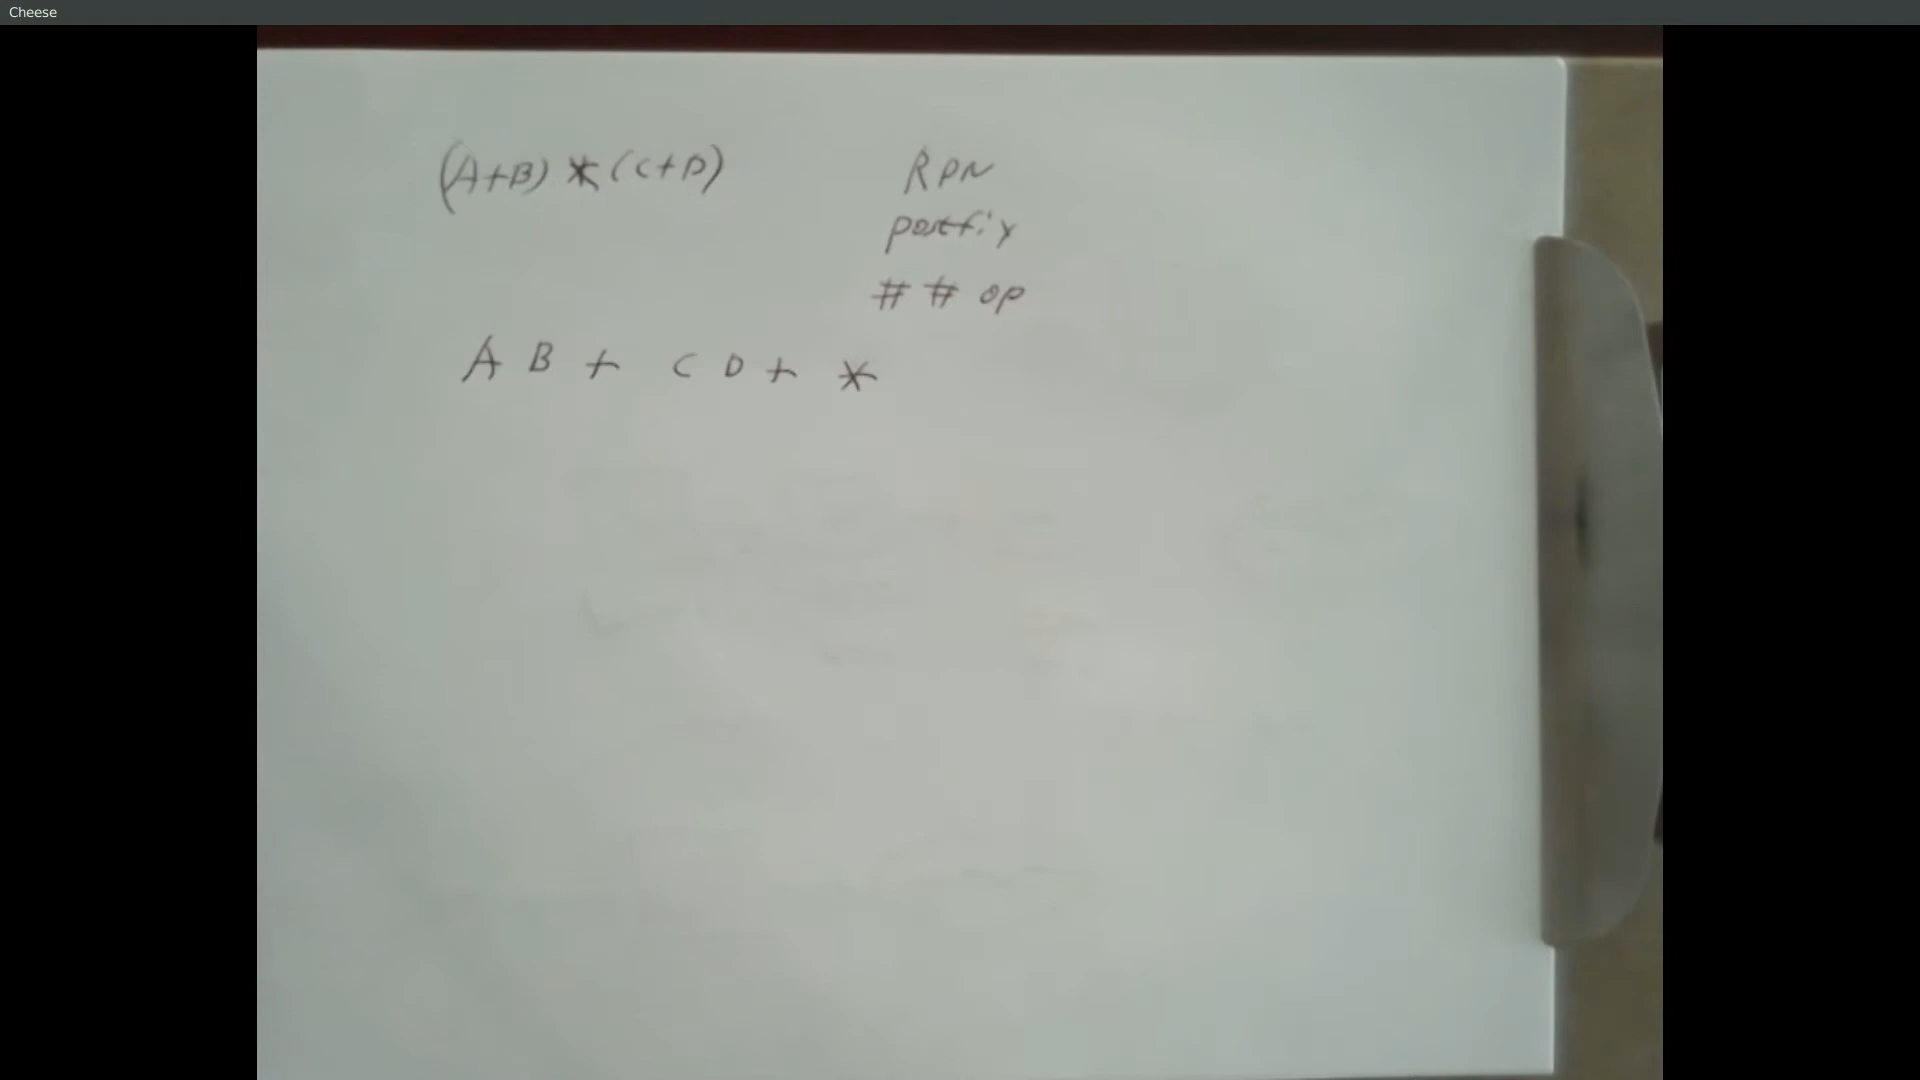 Cheese
(A+B) * (C+D)
RPN
postfix
# # op
A B + C D + *